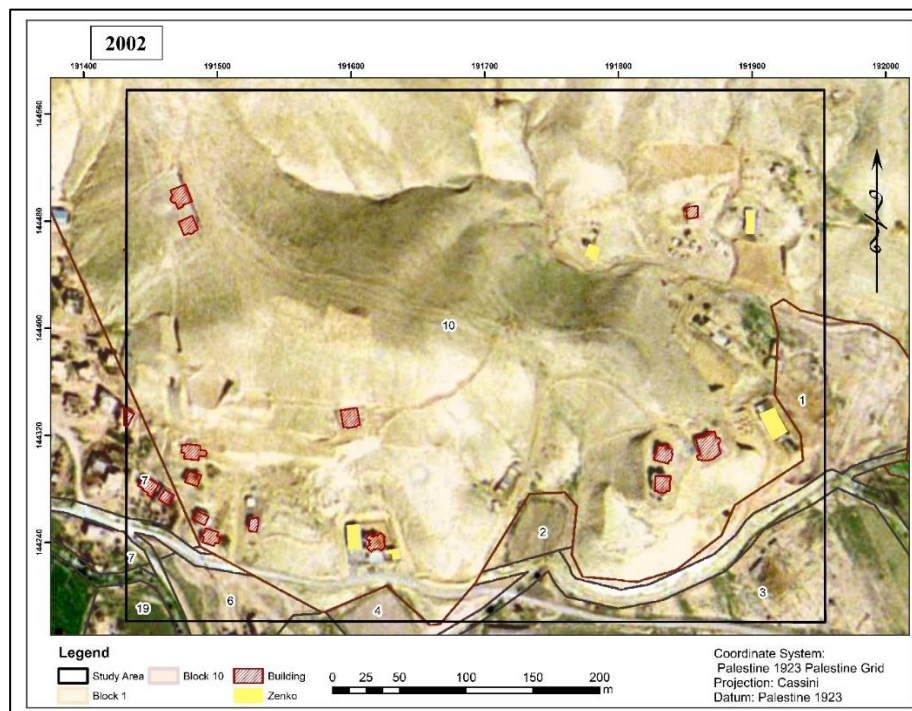 2002
191400 191500 191600 191700 191800 191900 192000
144560
144480
144400
144320
144240
10
1
7
2
7
3
6
4
19
Legend
Study Area Block 10 Building
Block 1 Zenko
0 25 50 100 150 200
m
Coordinate System:
Palestine 1923 Palestine Grid
Projection: Cassini
Datum: Palestine 1923